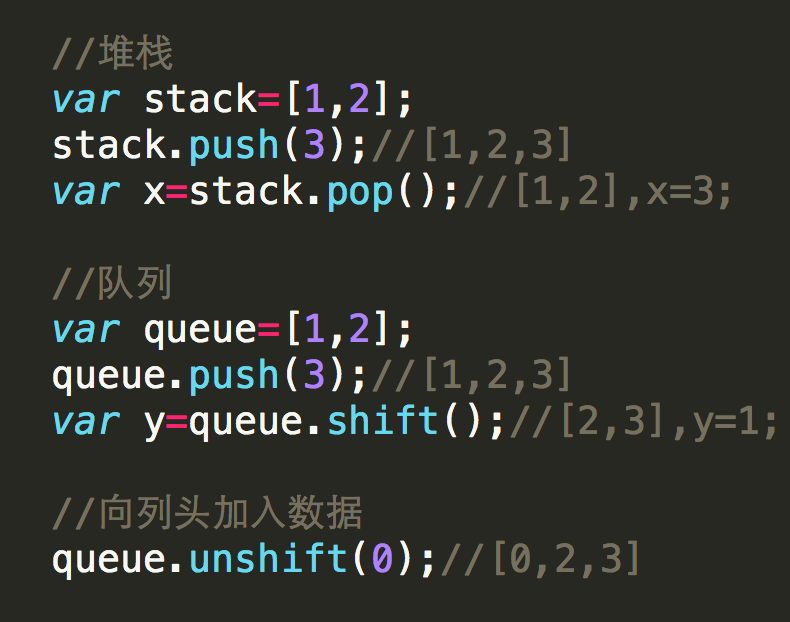 //堆栈
var stack=[1,2];
stack.push(3);//[1,2,3]
var x=stack.pop();//[1,2],x=3;
//队列
var queue=[1,2];
queue.push(3);//[1,2,3]
var y=queue.shift();//[2,3],y=1;
//向列头加入数据
queue.unshift(0);//[0,2,3]